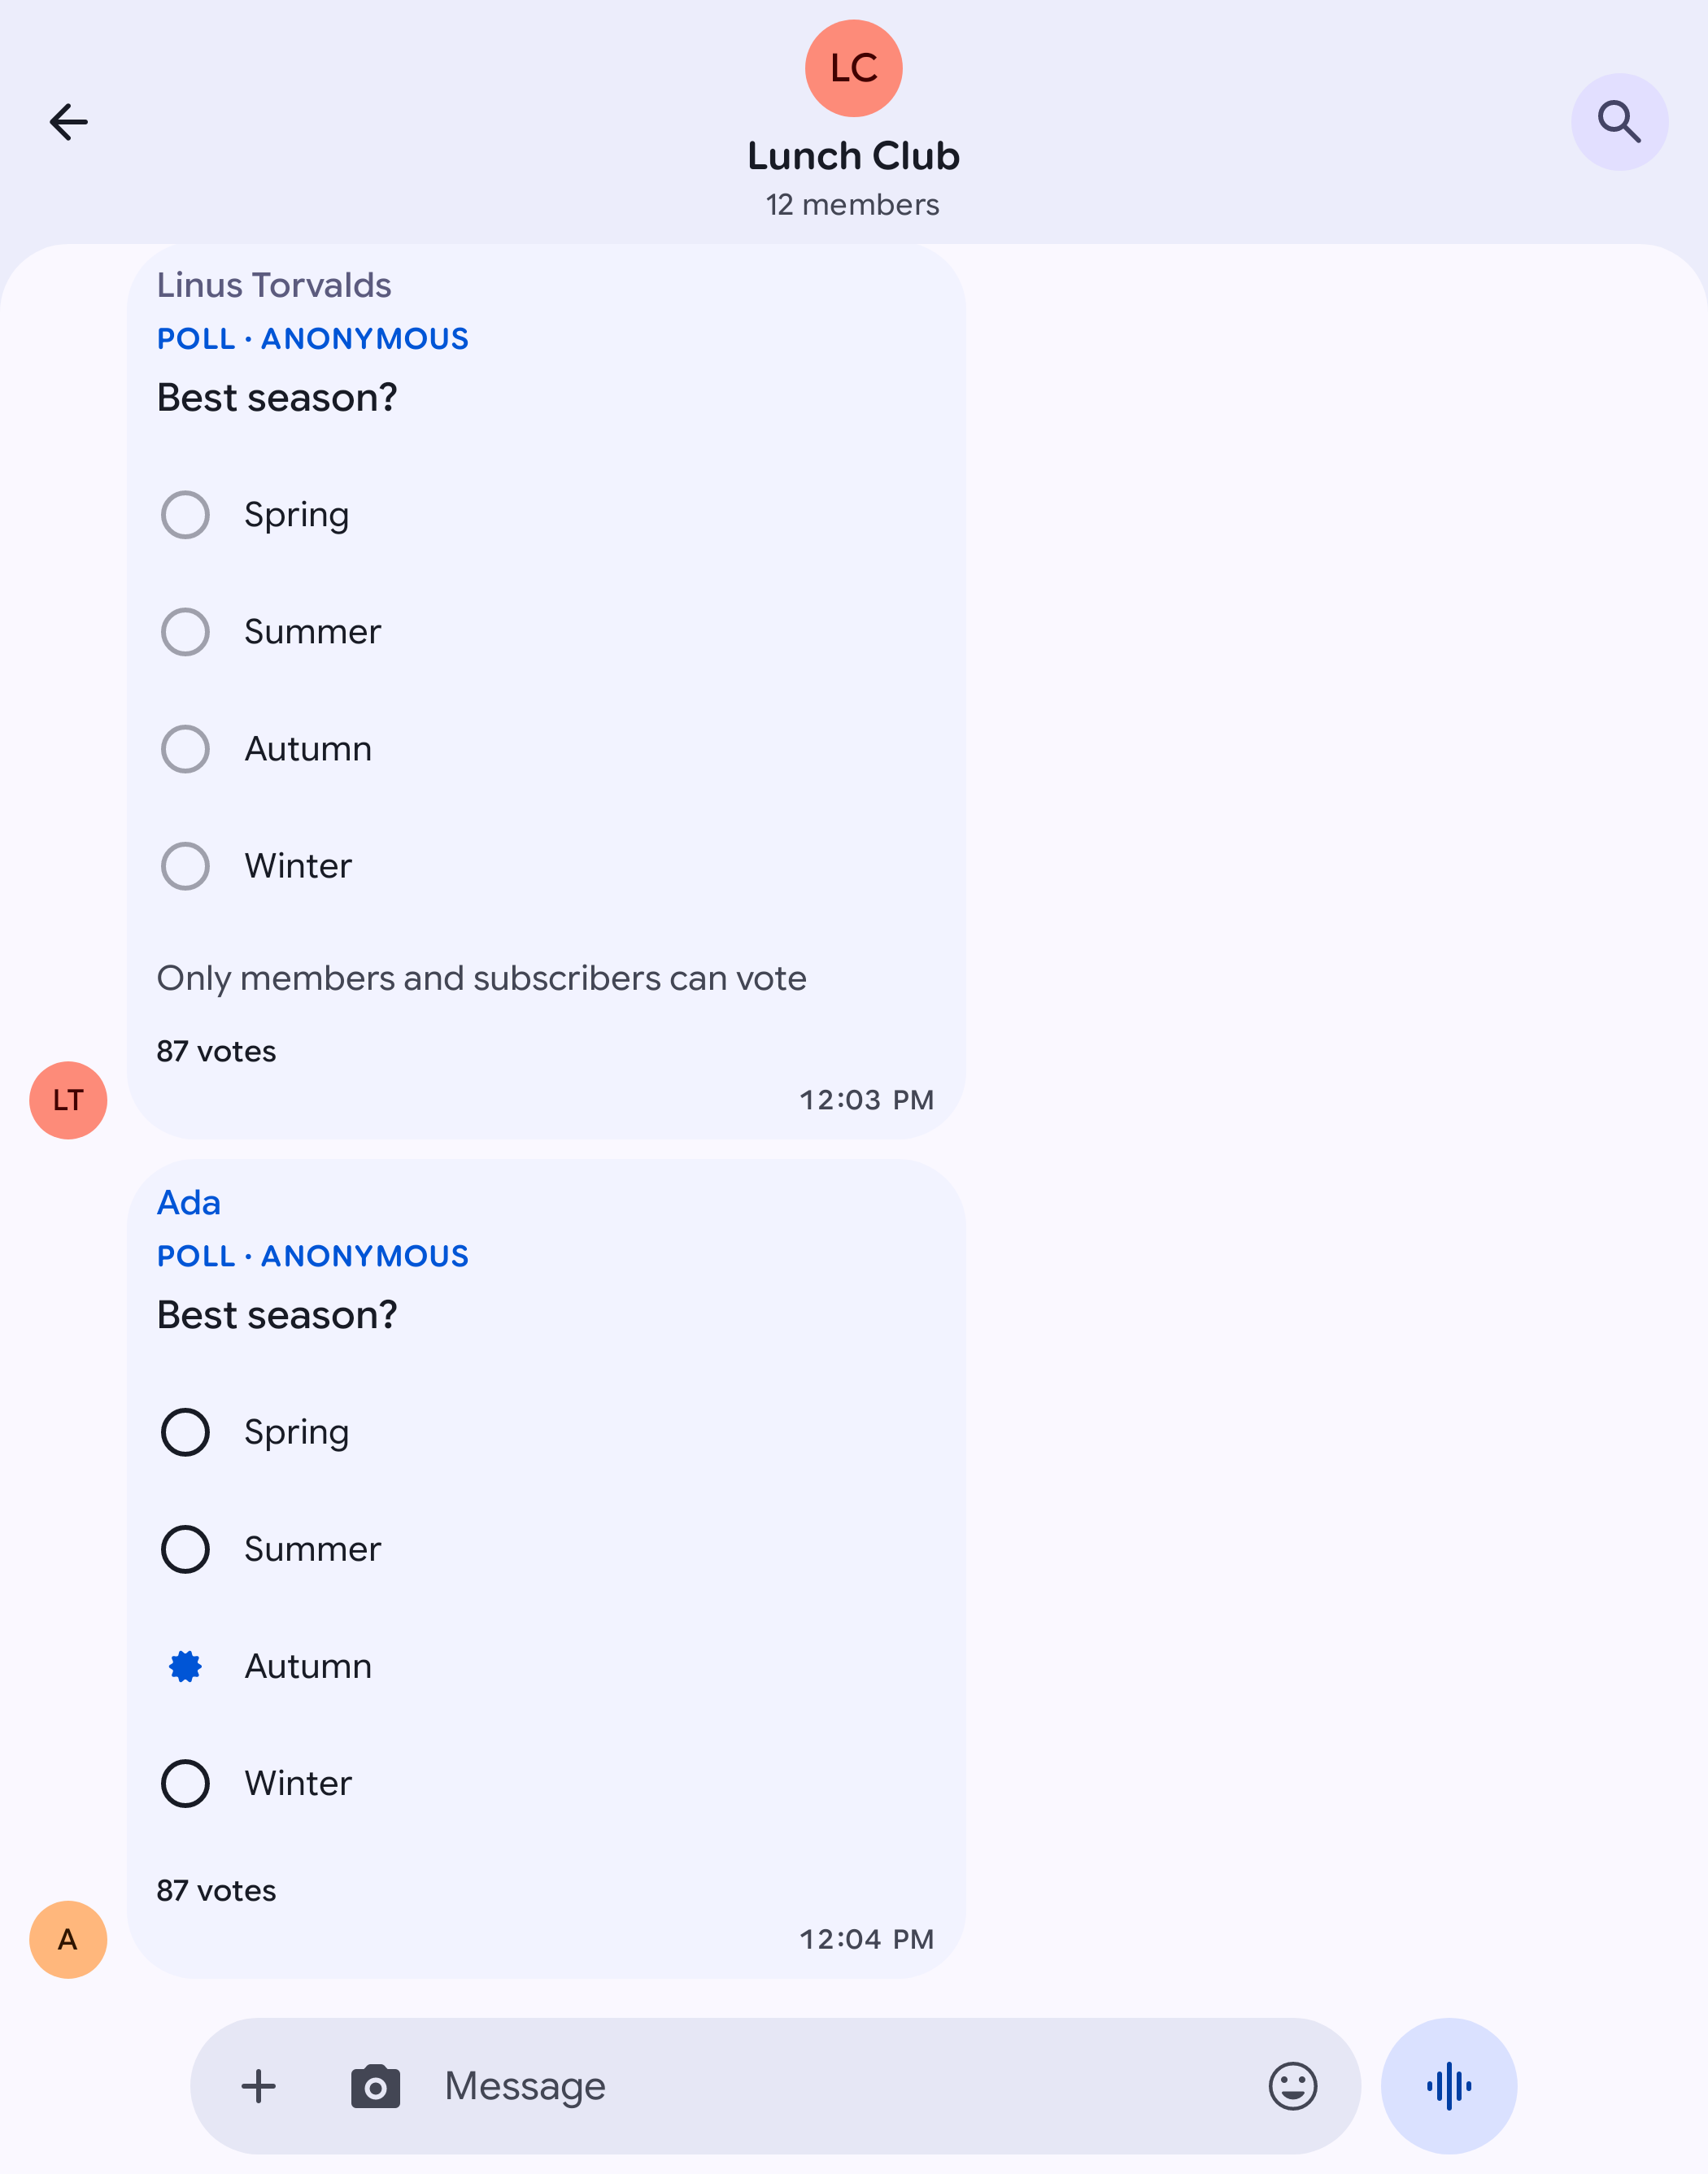 LC
Lunch Club
12 members
Linus Torvalds
POLL · ANONYMOUS
Best season?
Spring
Summer
Autumn
Winter
Only members and subscribers can vote
87 votes
LT
12:03 PM
Ada
POLL · ANONYMOUS
Best season?
Spring
Summer
Autumn
Winter
87 votes
A
12:04 PM
Message